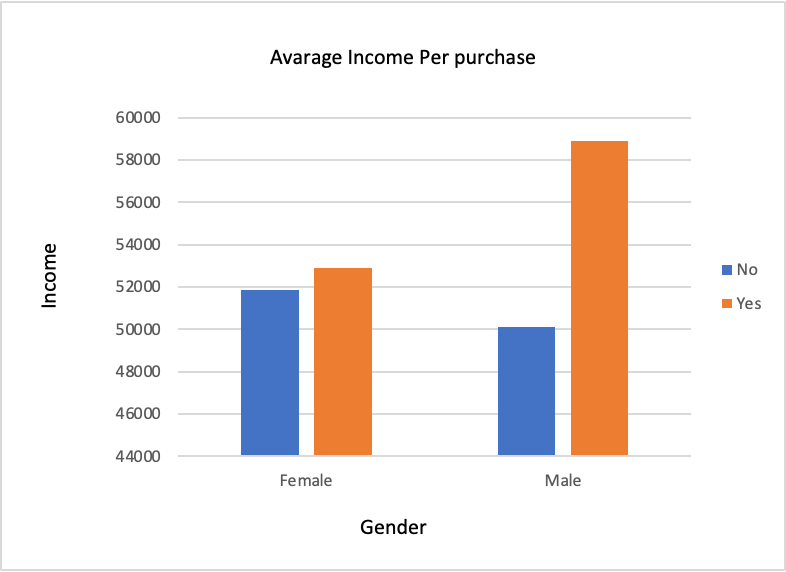 Avarage Income Per purchase
60000
58000
56000
54000
52000
50000
48000
46000
44000
Income
Female
Male
Gender
No
Yes